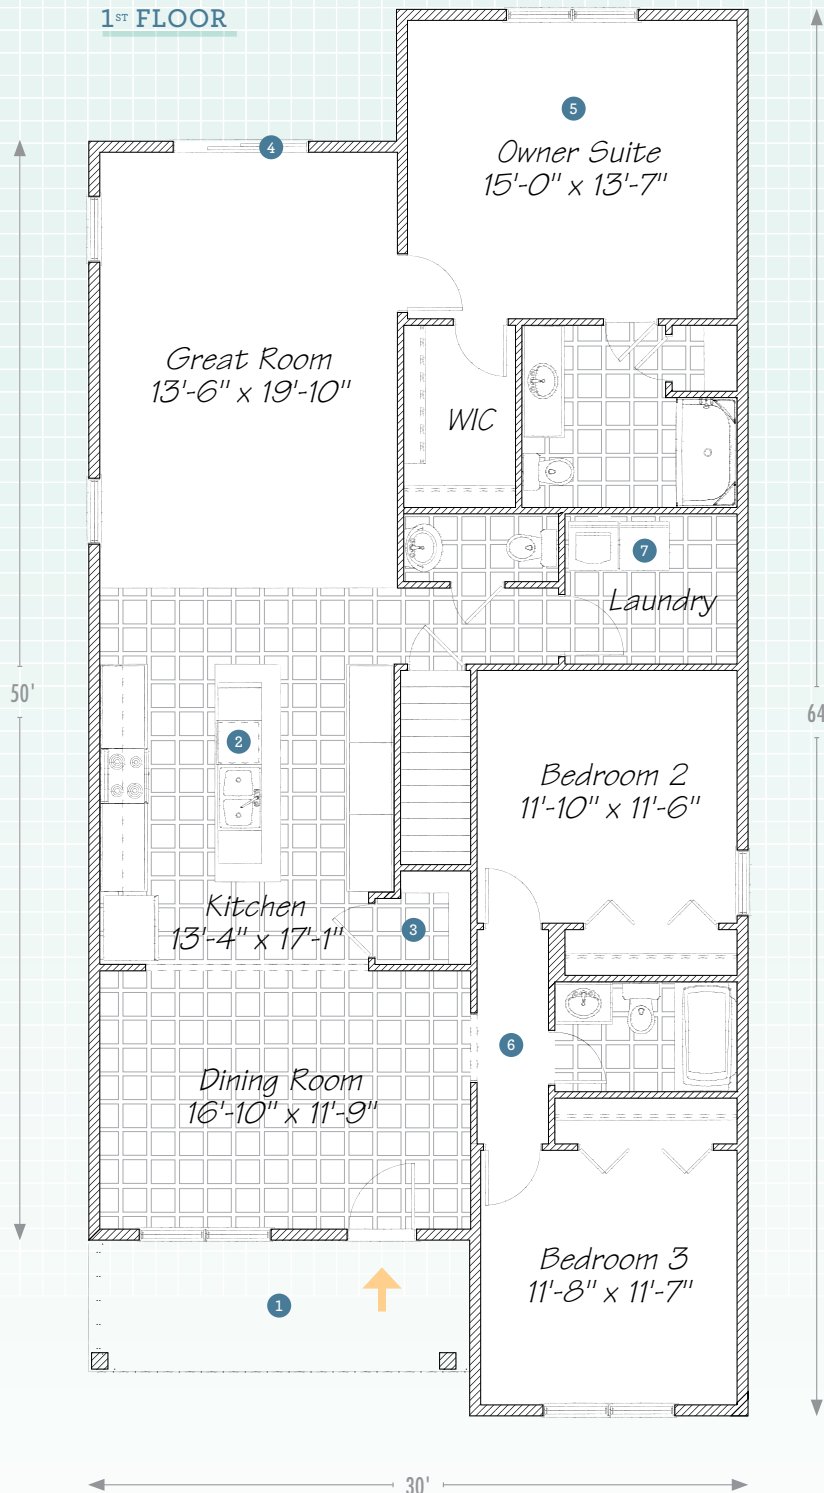 1ST FLOOR
5
Owner Suite
15'-0" x 13'-7"
4
Great Room
13'-6" x 19'-10"
WIC
7
Laundry
50'
64
2
Bedroom 2
11'-10" x 11'-6"
Kitchen
13'-4" x 17'-1"
3
6
Dining Room
16'-10" x 11'-9"
Bedroom 3
11'-8" x 11'-7"
1
30'